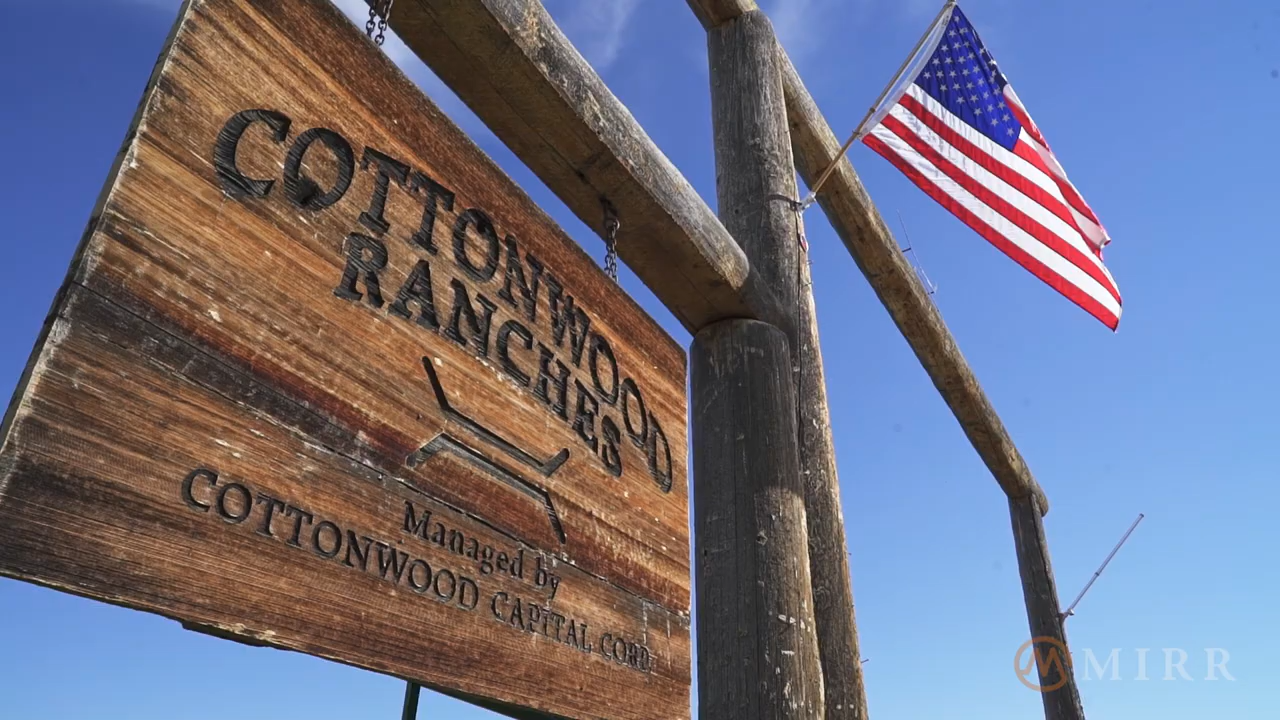 COTTONWOOD
RANCHES
Managed by
COTTONWOOD CAPITAL CORP.
MIRR